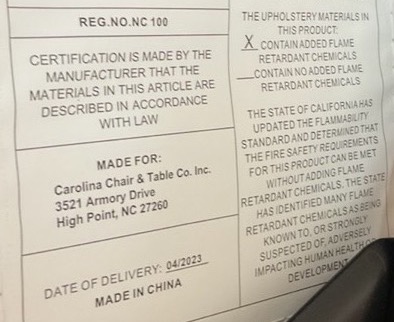 REG.NO.NC 100
CERTIFICATION IS MADE BY THE
MANUFACTURER THAT THE
MATERIALS IN THIS ARTICLE ARE
DESCRIBED IN ACCORDANCE
WITH LAW
MADE FOR:
Carolina Chair & Table Co. Inc.
3521 Armory Drive
High Point, NC 27260
DATE OF DELIVERY: 04/2023
MADE IN CHINA
THE UPHOLSTERY MATERIALS IN
THIS PRODUCT:
X CONTAIN ADDED FLAME
RETARDANT CHEMICALS
CONTAIN NO ADDED FLAME
RETARDANT CHEMICALS
THE STATE OF CALIFORNIA HAS
UPDATED THE FLAMMABILITY
STANDARD AND DETERMINED THAT
THE FIRE SAFETY REQUIREMENTS
FOR THIS PRODUCT CAN BE MET
WITHOUT ADDING FLAME
RETARDANT CHEMICALS. THE STATE
HAS IDENTIFIED MANY FLAME
RETARDANT CHEMICALS AS BEING
KNOWN TO, OR STRONGLY
SUSPECTED OF, ADVERSELY
IMPACTING HUMAN HEALTH
DEVELOPMENT